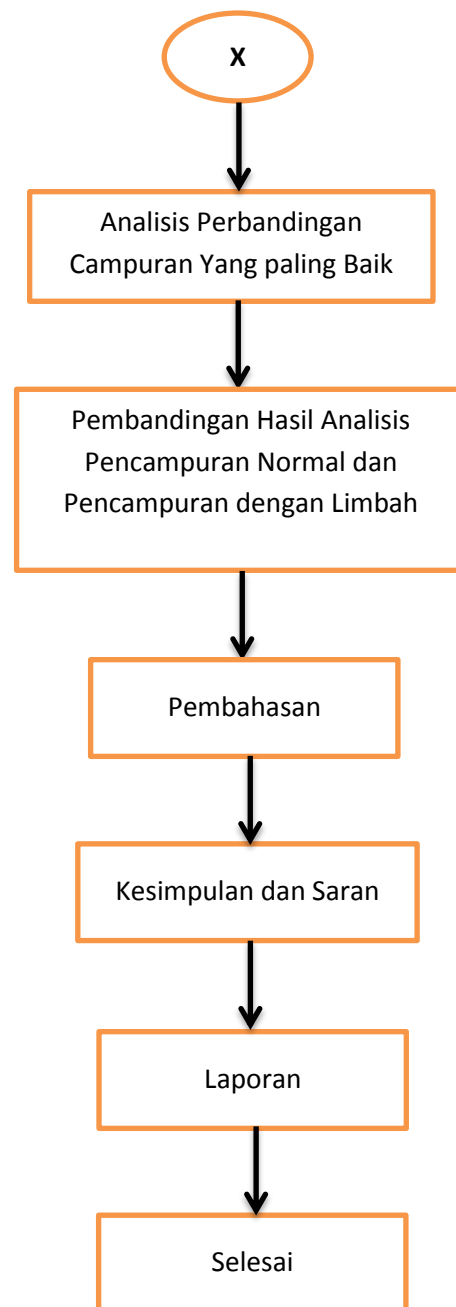 X
Analisis Perbandingan
Campuran Yang paling Baik
Pembandingan Hasil Analisis
Pencampuran Normal dan
Pencampuran dengan Limbah
Pembahasan
Kesimpulan dan Saran
Laporan
Selesai